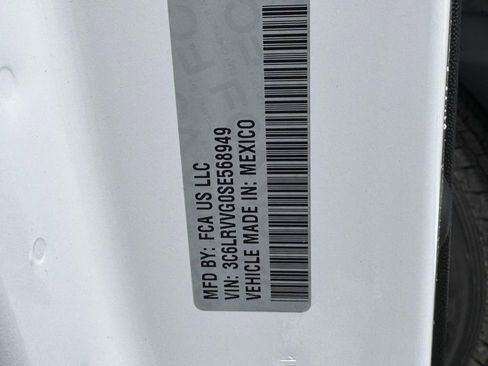 MFD BY: FCA US LLC
VIN: 3C6LRVVG0SE568949
VEHICLE MADE IN: MEXICO